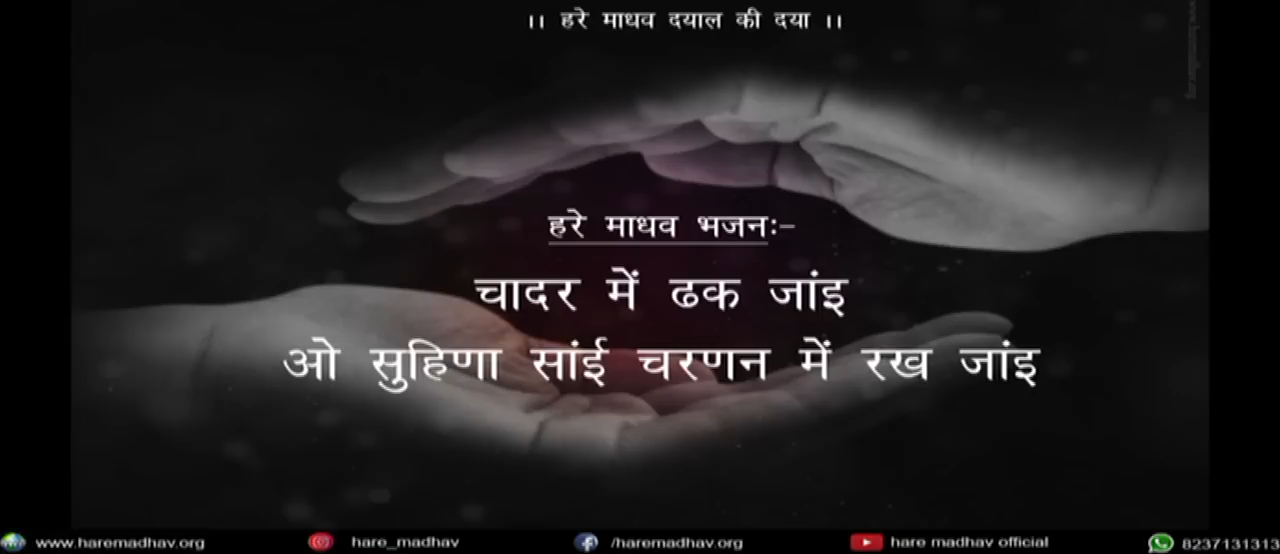 ।। हरे माधव दयाल की दया ।।
हरे माधव भजनः-
चादर में ढक जांइ
ओ सुहिणा सांई चरणन में रख जांइ
www.haremadhav.org hare_madhav /haremadhav.org hare madhav official 8237131313